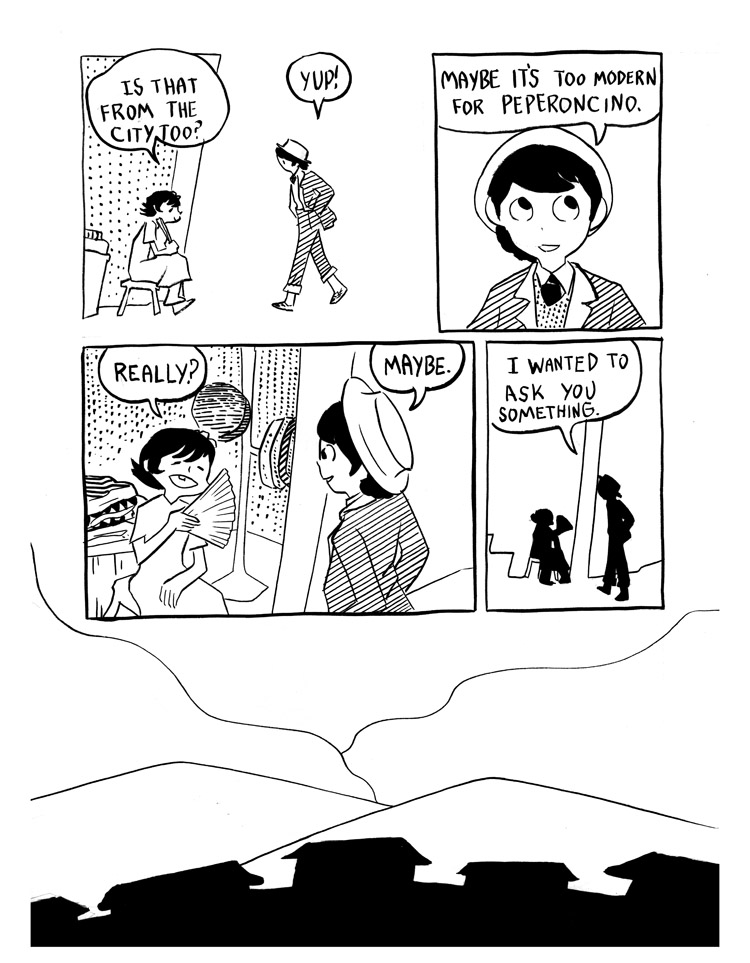 IS THAT
FROM THE
CITY TOO?
YUP!
MAYBE IT'S TOO MODERN
FOR PEPERONCINO.
REALLY?
MAYBE.
I WANTED TO
ASK YOU
SOMETHING.